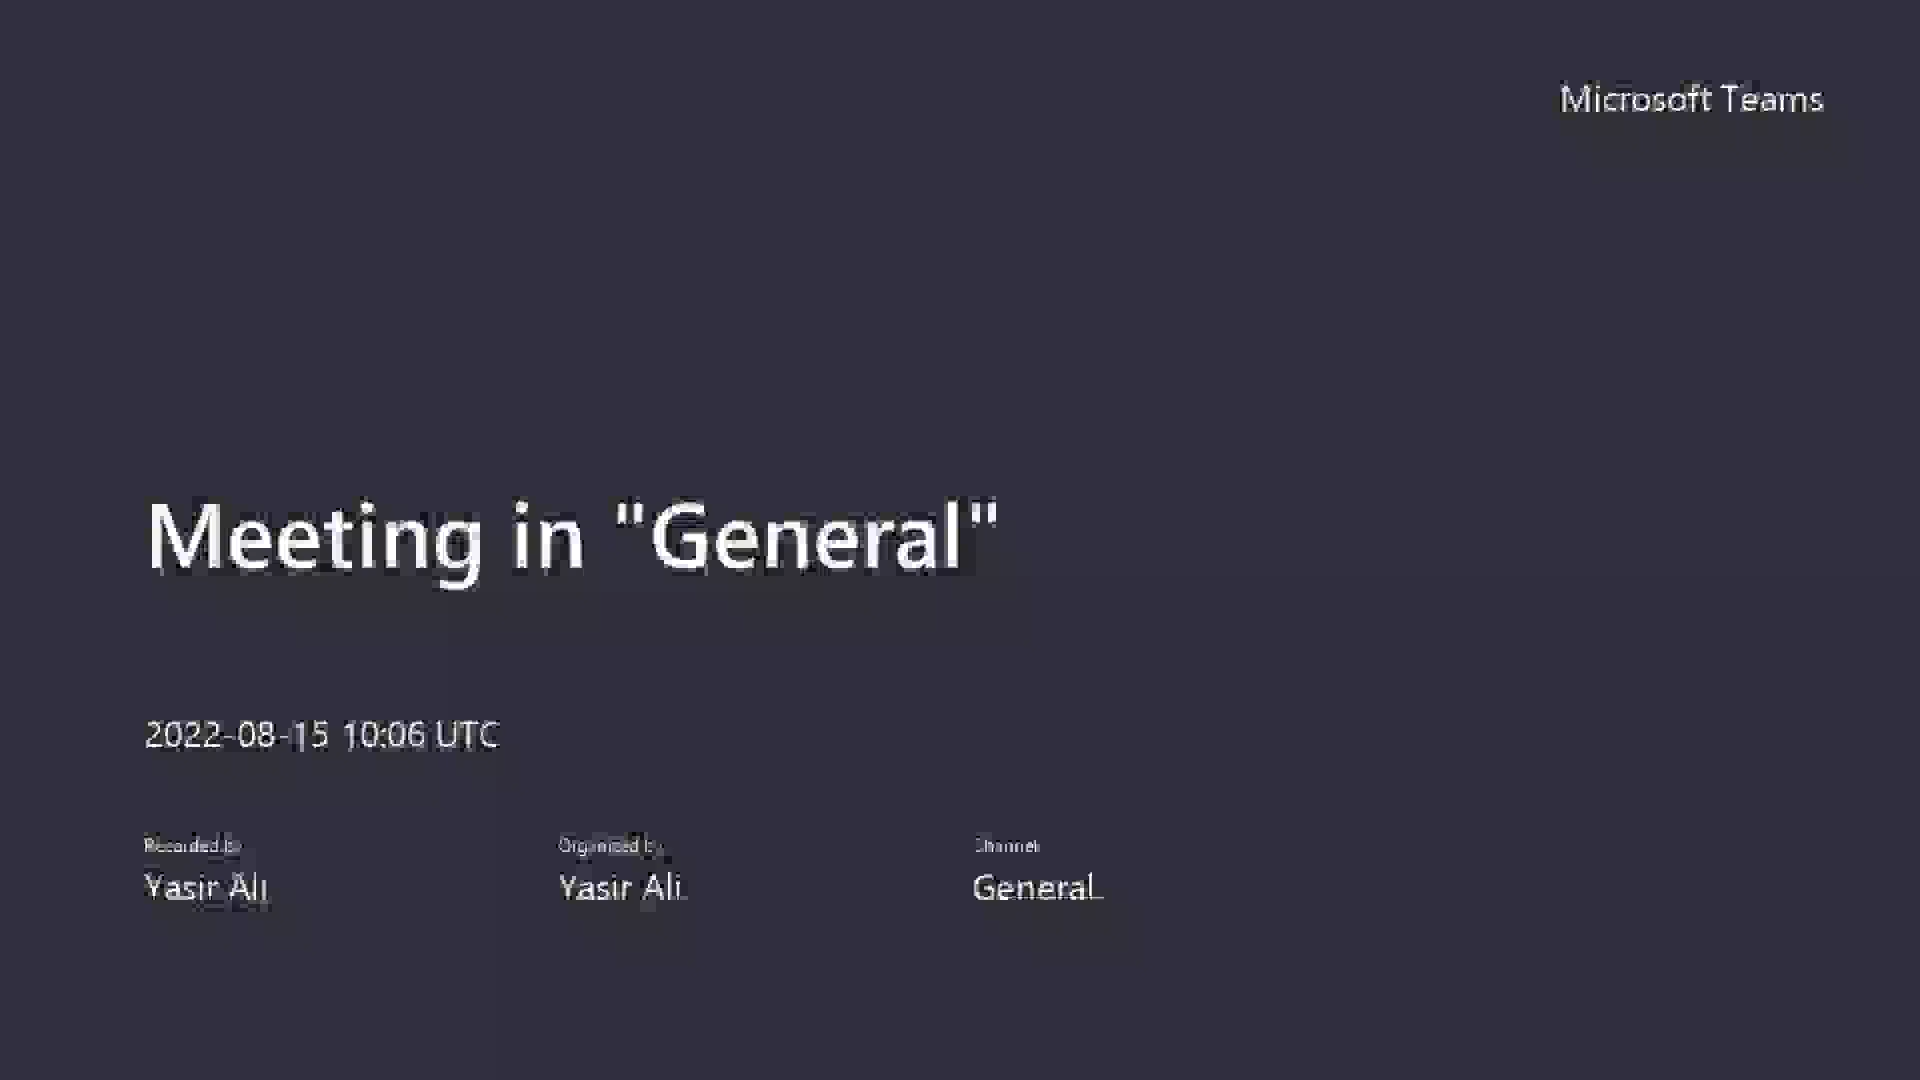 Microsoft Teams
Meeting in "General"
2022-08-15 10:06 UTC
Recorded by
Organized by
Channel
Yasir Ali
Yasir Ali
General